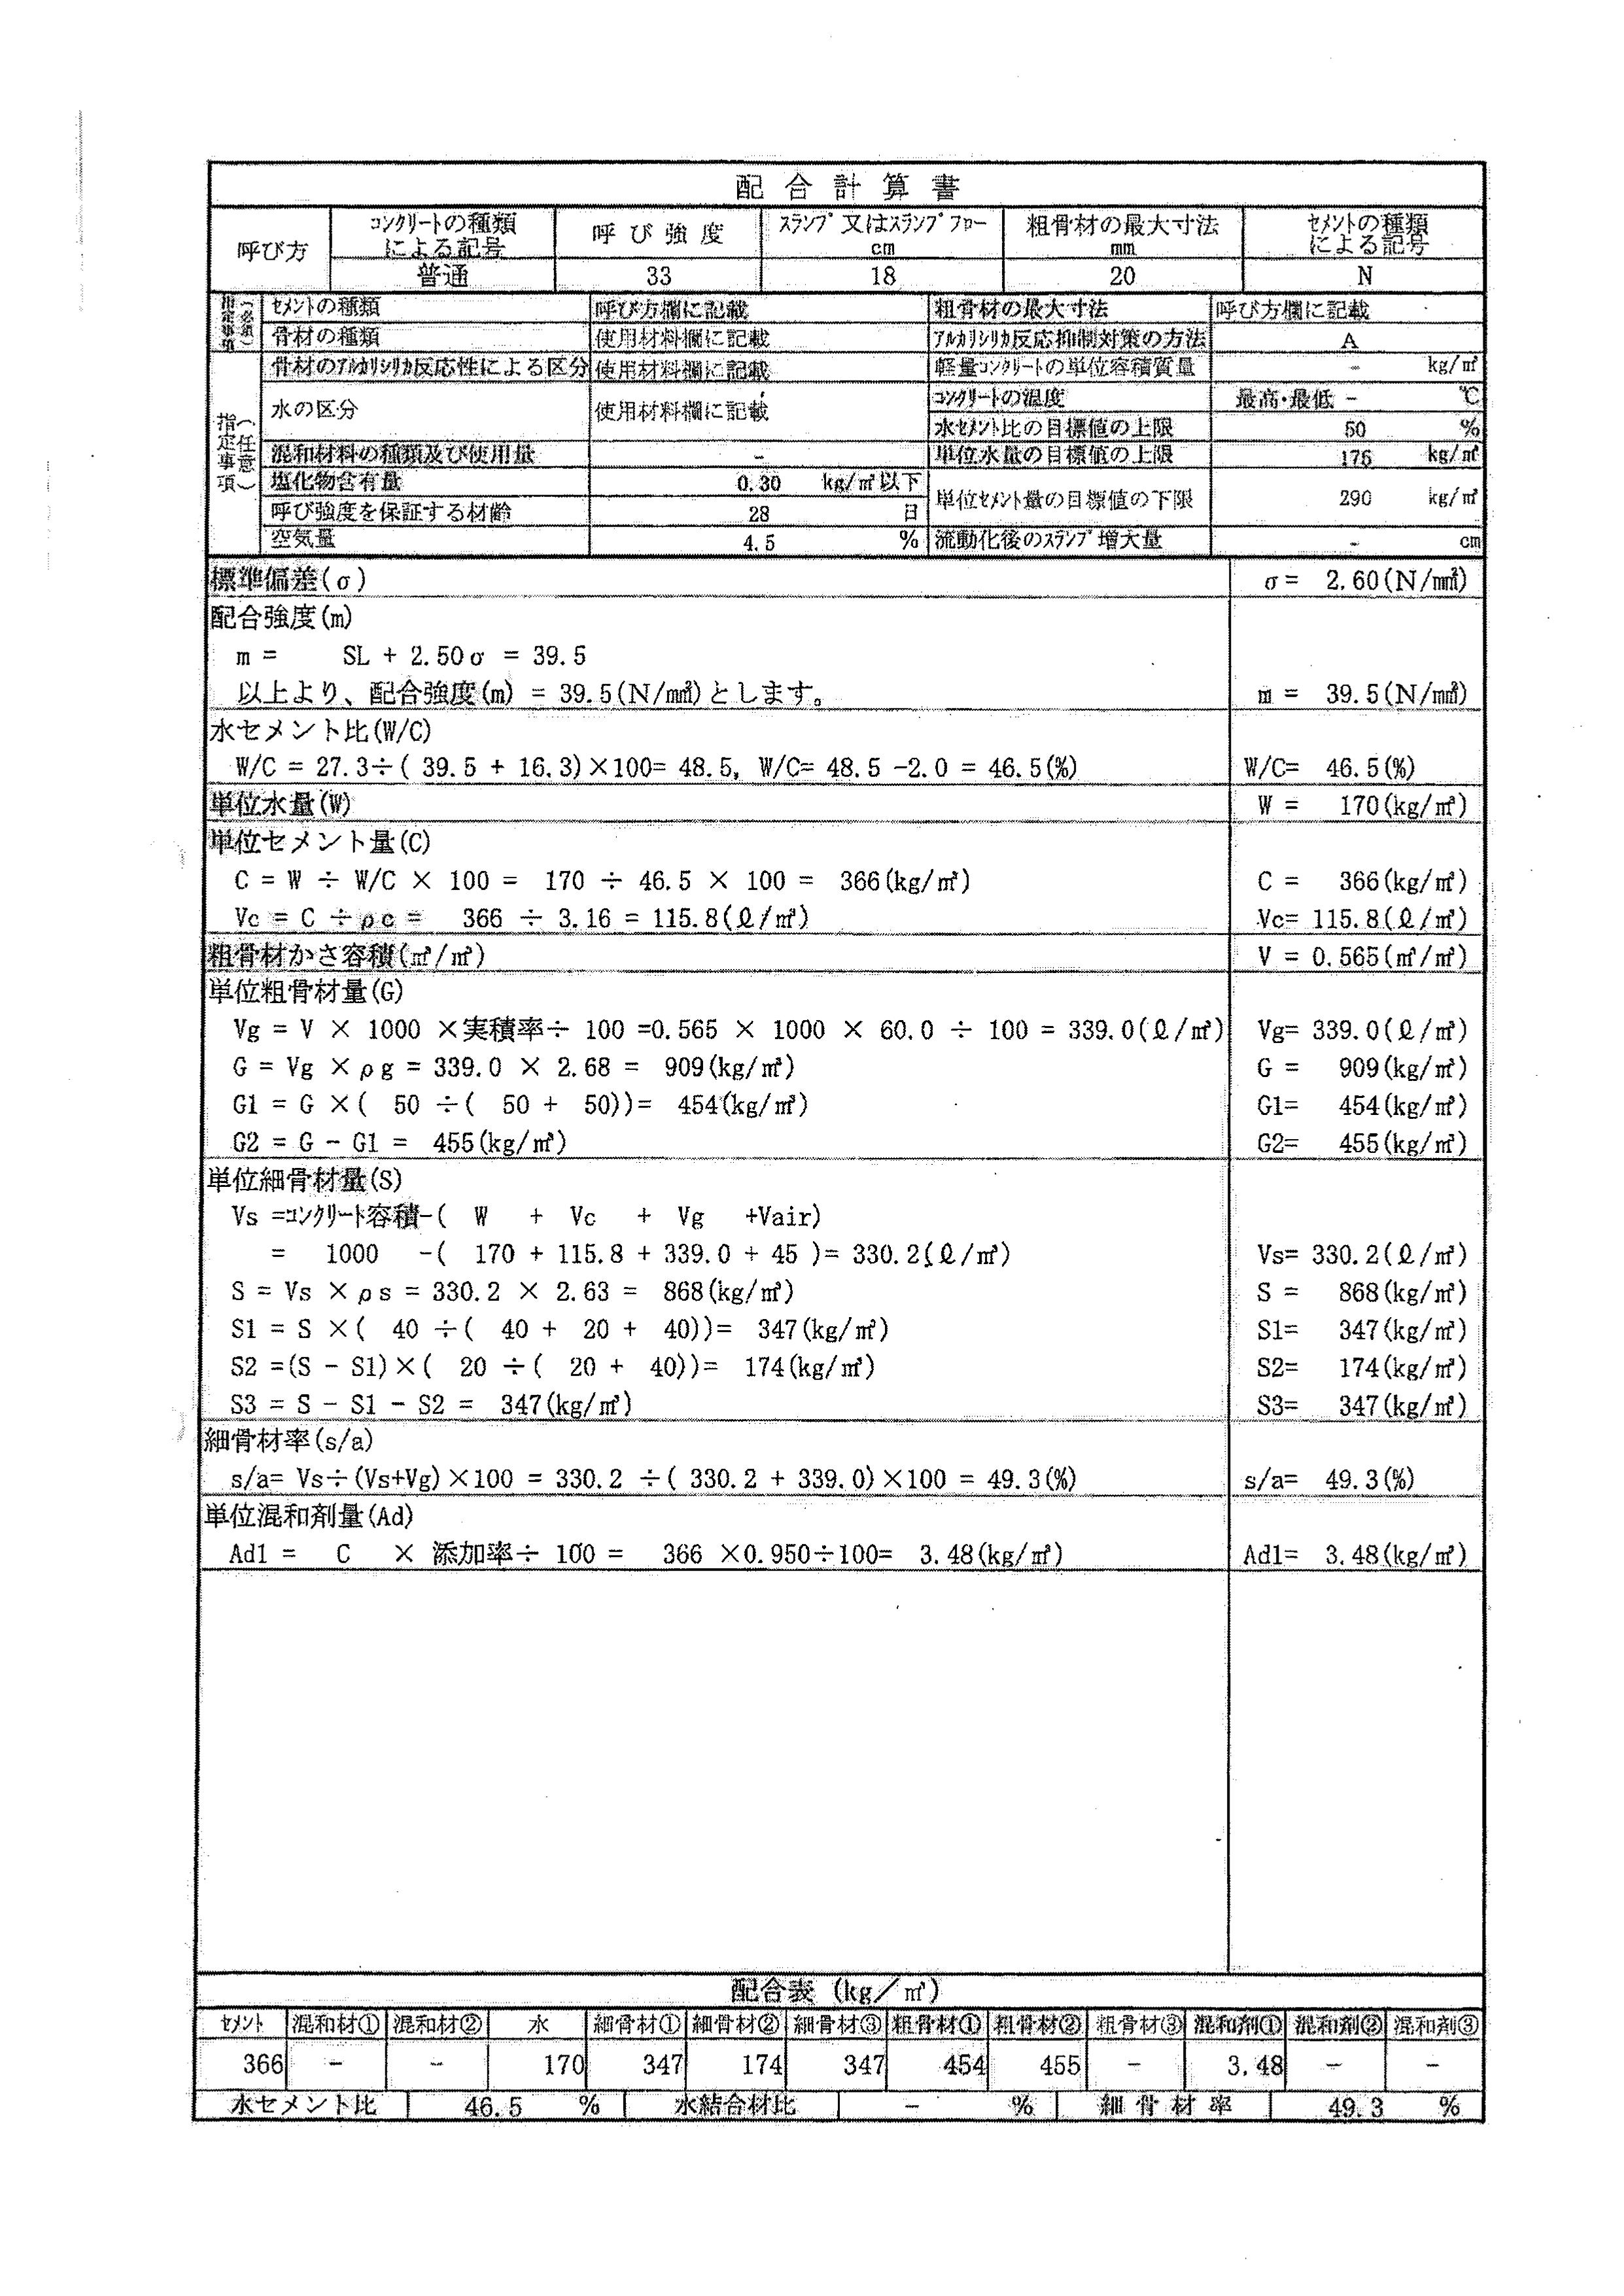 配合計算書
呼び方 コンクリートの種類による記号 呼び強度 スランプ又はスランプフロー cm 粗骨材の最大寸法 mm セメントの種類による記号
普通 33 18 20 N
指定事項(必須) セメントの種類 呼び方欄に記載 粗骨材の最大寸法 呼び方欄に記載
骨材の種類 使用材料欄に記載 アルカリシリカ反応抑制対策の方法 A
指定事項(任意) 骨材のアルカリシリカ反応性による区分 使用材料欄に記載 軽量コンクリートの単位容積質量 - kg/㎥
水の区分 使用材料欄に記載 コンクリートの温度 最高・最低 - ℃
水セメント比の目標値の上限 50 %
混和材料の種類及び使用量 - 単位水量の目標値の上限 175 kg/㎥
塩化物含有量 0.30 kg/㎥以下 単位セメント量の目標値の下限 290 kg/㎥
呼び強度を保証する材齢 28 日
空気量 4.5 % 流動化後のスランプ増大量 - cm
標準偏差(σ) σ= 2.60(N/m㎡)
配合強度(m)
m = SL + 2.50σ = 39.5
以上より、配合強度(m) = 39.5(N/m㎡)とします。 m = 39.5(N/m㎡)
水セメント比(W/C)
W/C = 27.3÷( 39.5 + 16.3)×100= 48.5, W/C= 48.5 -2.0 = 46.5(%) W/C= 46.5(%)
単位水量(W) W = 170(kg/㎥)
単位セメント量(C)
C = W ÷ W/C × 100 = 170 ÷ 46.5 × 100 = 366(kg/㎥) C = 366(kg/㎥)
Vc = C ÷ρc = 366 ÷ 3.16 = 115.8(ℓ/㎥) Vc= 115.8(ℓ/㎥)
粗骨材かさ容積(㎥/㎥) V = 0.565(㎥/㎥)
単位粗骨材量(G)
Vg = V × 1000 ×実積率÷ 100 =0.565 × 1000 × 60.0 ÷ 100 = 339.0(ℓ/㎥) Vg= 339.0(ℓ/㎥)
G = Vg ×ρg = 339.0 × 2.68 = 909(kg/㎥) G = 909(kg/㎥)
G1 = G ×( 50 ÷( 50 + 50))= 454(kg/㎥) G1= 454(kg/㎥)
G2 = G - G1 = 455(kg/㎥) G2= 455(kg/㎥)
単位細骨材量(S)
Vs =コンクリート容積-( W + Vc + Vg +Vair)
= 1000 -( 170 + 115.8 + 339.0 + 45 )= 330.2(ℓ/㎥) Vs= 330.2(ℓ/㎥)
S = Vs ×ρs = 330.2 × 2.63 = 868(kg/㎥) S = 868(kg/㎥)
S1 = S ×( 40 ÷( 40 + 20 + 40))= 347(kg/㎥) S1= 347(kg/㎥)
S2 =(S - S1)×( 20 ÷( 20 + 40))= 174(kg/㎥) S2= 174(kg/㎥)
S3 = S - S1 - S2 = 347(kg/㎥) S3= 347(kg/㎥)
細骨材率(s/a)
s/a= Vs÷(Vs+Vg)×100 = 330.2 ÷( 330.2 + 339.0)×100 = 49.3(%) s/a= 49.3(%)
単位混和剤量(Ad)
Ad1 = C × 添加率÷ 100 = 366 ×0.950÷100= 3.48(kg/㎥) Ad1= 3.48(kg/㎥)
配合表 (kg/㎥)
セメント 混和材① 混和材② 水 細骨材① 細骨材② 細骨材③ 粗骨材① 粗骨材② 粗骨材③ 混和剤① 混和剤② 混和剤③
366 - - 170 347 174 347 454 455 - 3.48 - -
水セメント比 46.5 % 水結合材比 - % 細骨材率 49.3 %